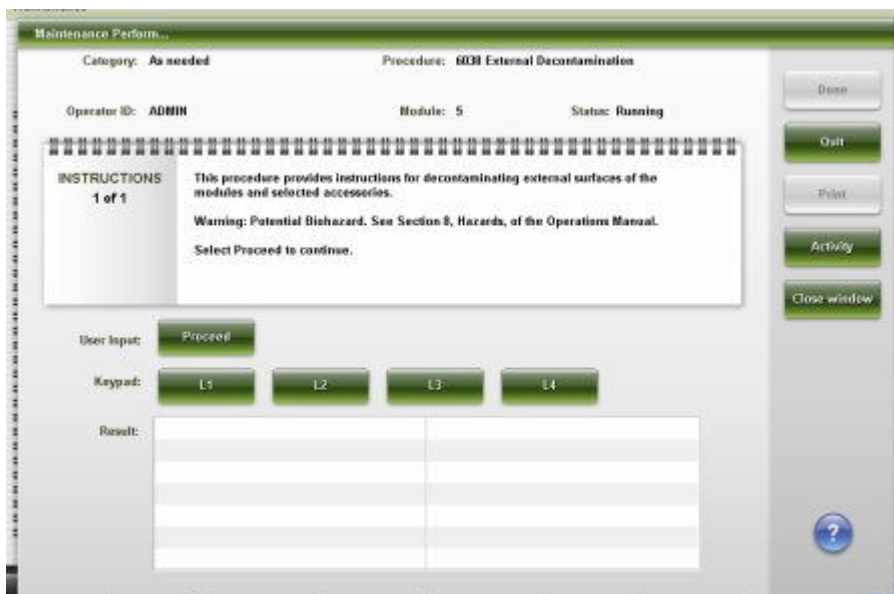 Maintenance Perform...
Category: As needed
Procedure: 6038 External Decontamination
Operator ID: ADMIN
Module: 5
Status: Running
Done
Quit
Print
Activity
Close window
INSTRUCTIONS
1 of 1
This procedure provides instructions for decontaminating external surfaces of the
modules and selected accessories.
Warning: Potential Biohazard. See Section 8, Hazards, of the Operations Manual.
Select Proceed to continue.
User Input:
Proceed
Keypad:
L1
L2
L3
L4
Result:
?